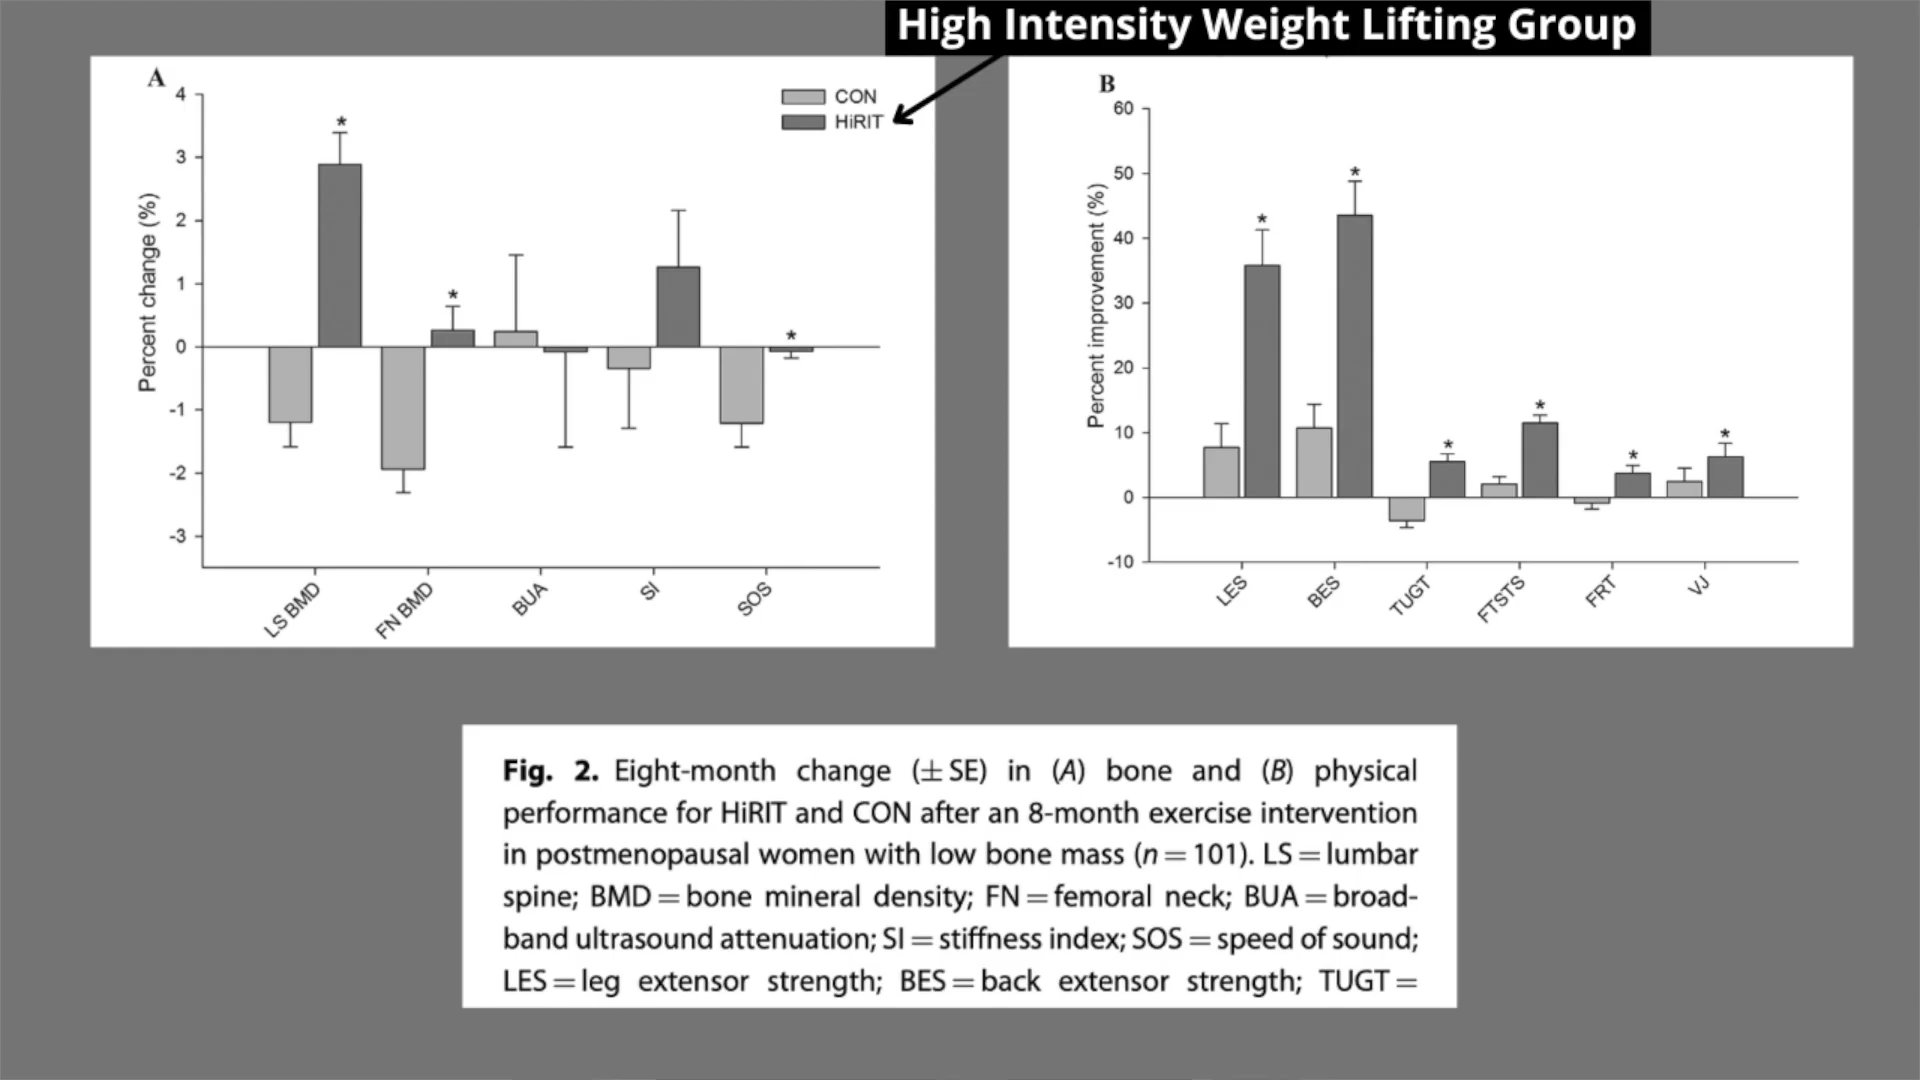 High Intensity Weight Lifting Group
A
4
3
2
1
0
-1
-2
-3
Percent change (%)
CON
HiRIT
*
*
*
LS BMD
FN BMD
BUA
SI
SOS
B
60
50
40
30
20
10
0
-10
Percent improvement (%)
*
*
*
*
*
*
LES
BES
TUGT
FTSTS
FRT
VJ
Fig. 2. Eight-month change (± SE) in (A) bone and (B) physical
performance for HiRIT and CON after an 8-month exercise intervention
in postmenopausal women with low bone mass (n = 101). LS = lumbar
spine; BMD = bone mineral density; FN = femoral neck; BUA = broad-
band ultrasound attenuation; SI = stiffness index; SOS = speed of sound;
LES = leg extensor strength; BES = back extensor strength; TUGT =